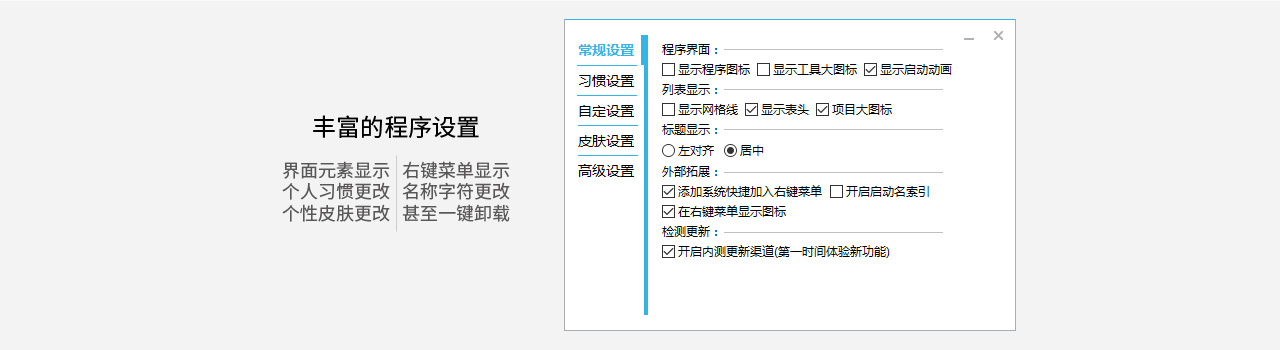 丰富的程序设置
界面元素显示 右键菜单显示
个人习惯更改 名称字符更改
个性皮肤更改 甚至一键卸载
常规设置
习惯设置
自定设置
皮肤设置
高级设置
程序界面：
显示程序图标 显示工具大图标 显示启动动画
列表显示：
显示网格线 显示表头 项目大图标
标题显示：
左对齐 居中
外部拓展：
添加系统快捷加入右键菜单 开启启动名索引
在右键菜单显示图标
检测更新：
开启内测更新渠道(第一时间体验新功能)